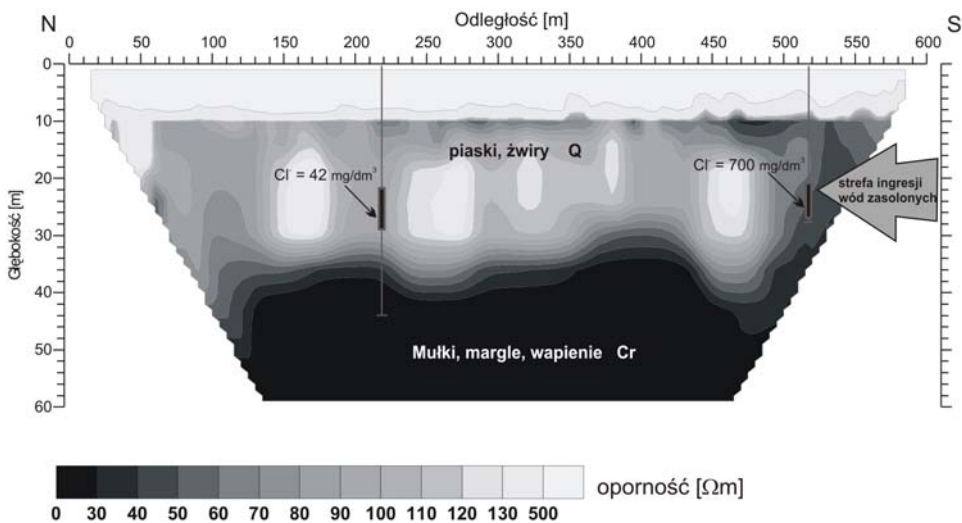 N
Odległość [m]
S
0 50 100 150 200 250 300 350 400 450 500 550 600
0
10
20
30
40
50
60
Głębokość [m]
piaski, żwiry Q
Cl⁻ = 42 mg/dm³
Cl⁻ = 700 mg/dm³
strefa ingresji
wód zasolonych
Mułki, margle, wapienie Cr
oporność [Ωm]
0 30 40 50 60 70 80 90 100 110 120 130 500